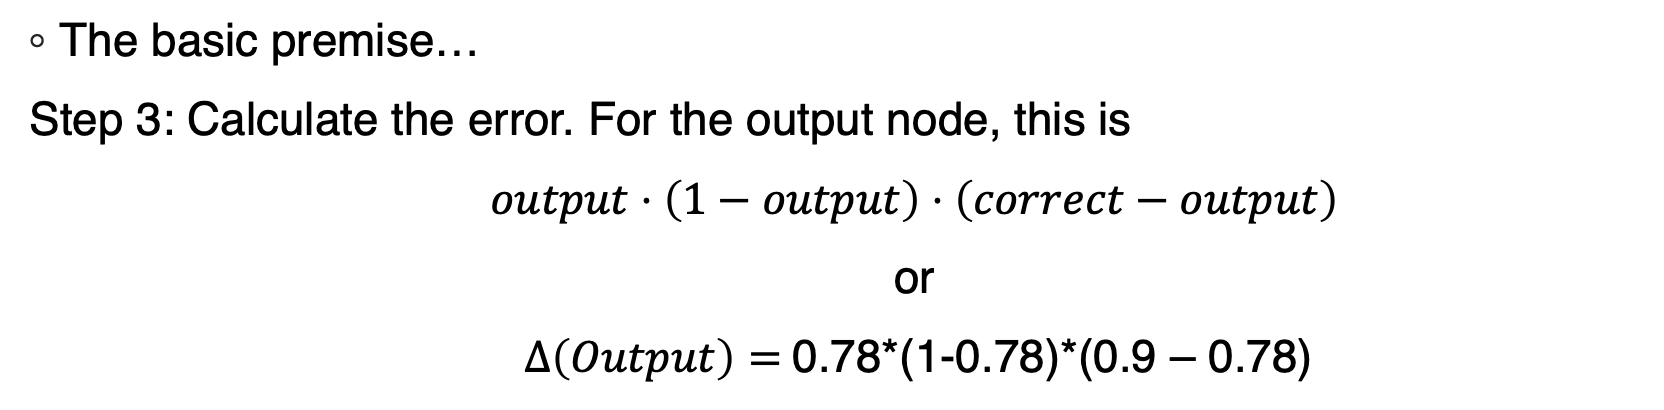 ◦ The basic premise…
Step 3: Calculate the error. For the output node, this is
output · (1 − output) · (correct − output)
or
Δ(Output) = 0.78*(1-0.78)*(0.9 – 0.78)